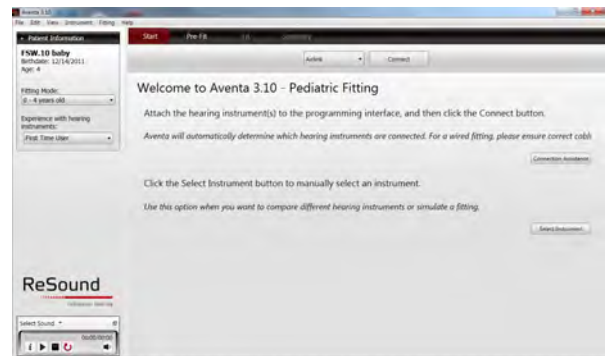 Aventa 3.10
File Edit View Instrument Fitting Help
Patient Information
Start Pre-Fit Fit Summary
FSW.10 baby
Birthdate: 12/14/2011
Age: 4
Airlink
Connect
Fitting Mode:
0 - 4 years old
Experience with hearing
instruments:
First Time User
Welcome to Aventa 3.10 - Pediatric Fitting
Attach the hearing instrument(s) to the programming interface, and then click the Connect button.
Aventa will automatically determine which hearing instruments are connected. For a wired fitting, please ensure correct cabli
Connection Assistance
Click the Select Instrument button to manually select an instrument.
Use this option when you want to compare different hearing instruments or simulate a fitting.
Select Instrument
ReSound
Select Sound